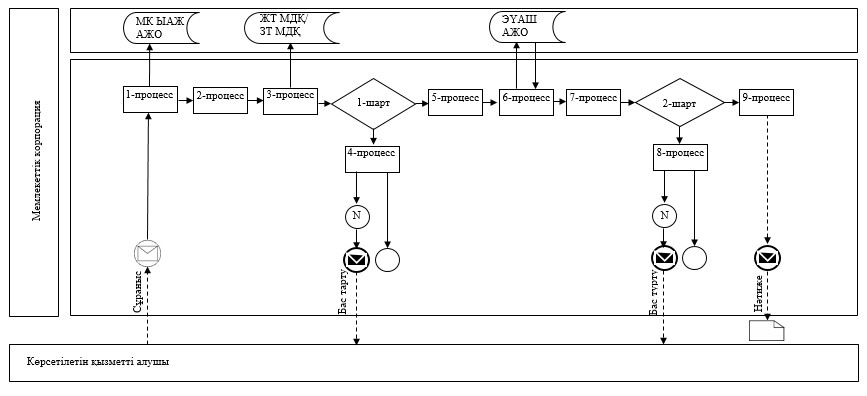 МК ЫАЖ
АЖО
ЖТ МДҚ/
ЗТ МДҚ
ЭҮАШ
АЖО
Мемлекеттік корпорация
1-процесс
2-процесс
3-процесс
1-шарт
5-процесс
6-процесс
7-процесс
2-шарт
9-процесс
4-процесс
8-процесс
N
N
Сұраныс
Бас тарту
Бас түрту
Нәтиже
Көрсетілетін қызметті алушы